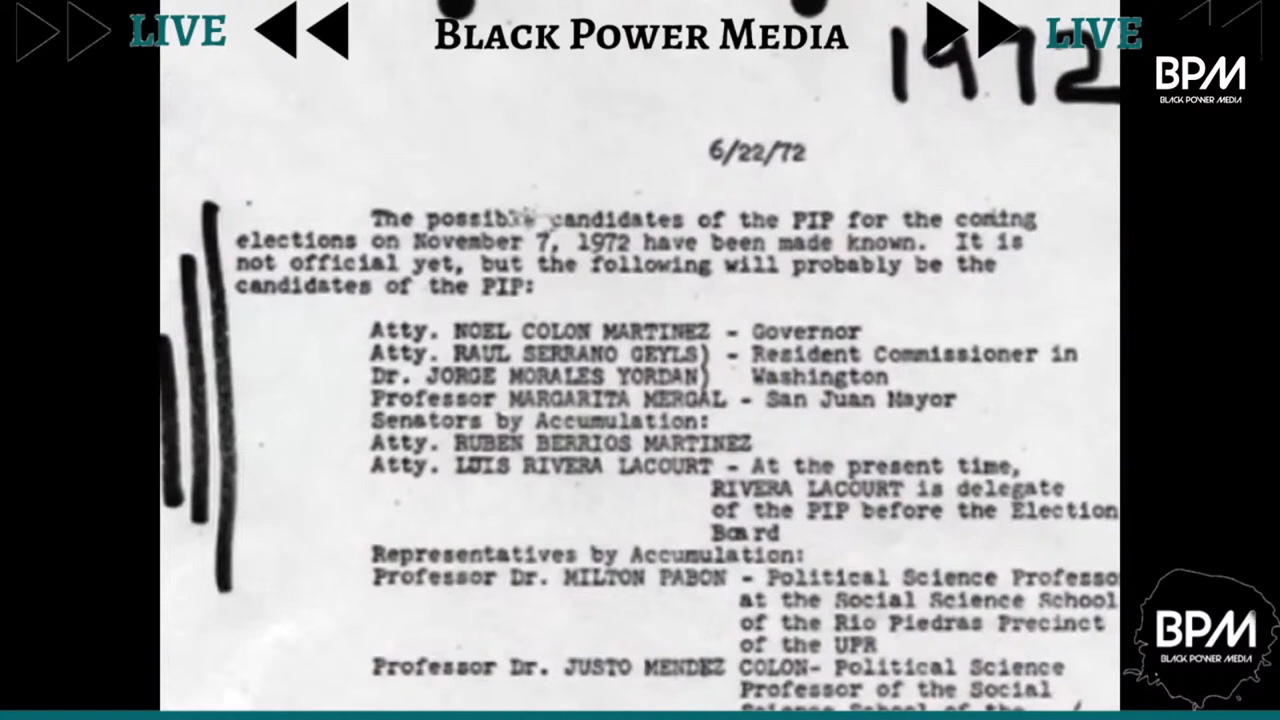 LIVE BLACK POWER MEDIA LIVE
BPM
BLACK POWER MEDIA
1972
6/22/72
The possible candidates of the PIP for the coming
elections on November 7, 1972 have been made known. It is
not official yet, but the following will probably be the
candidates of the PIP:
Atty. NOEL COLON MARTINEZ - Governor
Atty. RAUL SERRANO GEYLS) - Resident Commissioner in
Dr. JORGE MORALES YORDAN) Washington
Professor MARGARITA MERGAL - San Juan Mayor
Senators by Accumulation:
Atty. RUBEN BERRIOS MARTINEZ
Atty. LUIS RIVERA LACOURT - At the present time,
RIVERA LACOURT is delegate
of the PIP before the Election
Board
Representatives by Accumulation:
Professor Dr. MILTON PABON - Political Science Professo
at the Social Science School
of the Rio Piedras Precinct
of the UPR
Professor Dr. JUSTO MENDEZ COLON- Political Science
Professor of the Social
BPM
BLACK POWER MEDIA